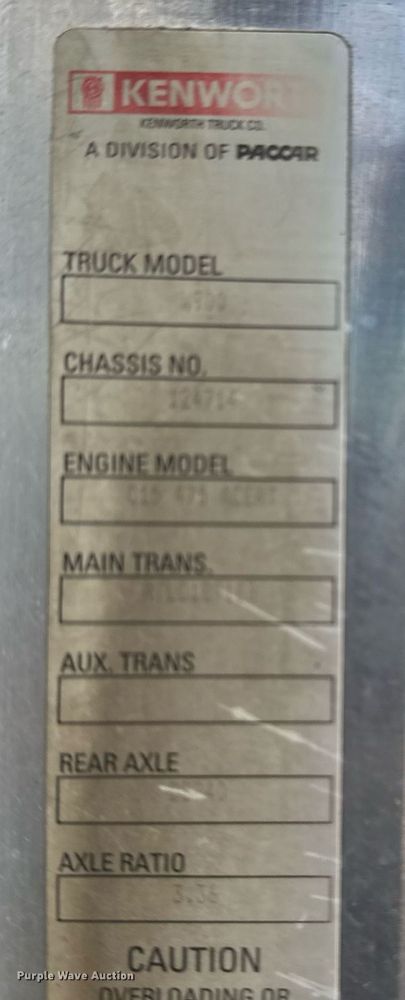 KENWOR
KENWORTH TRUCK CO.
A DIVISION OF PACCAR
TRUCK MODEL
CHASSIS NO.
124714
ENGINE MODEL
C15 475 ACERT
MAIN TRANS.
AUX. TRANS
REAR AXLE
AXLE RATIO
3.36
CAUTION
Purple Wave Auction
OVERLOADING OR